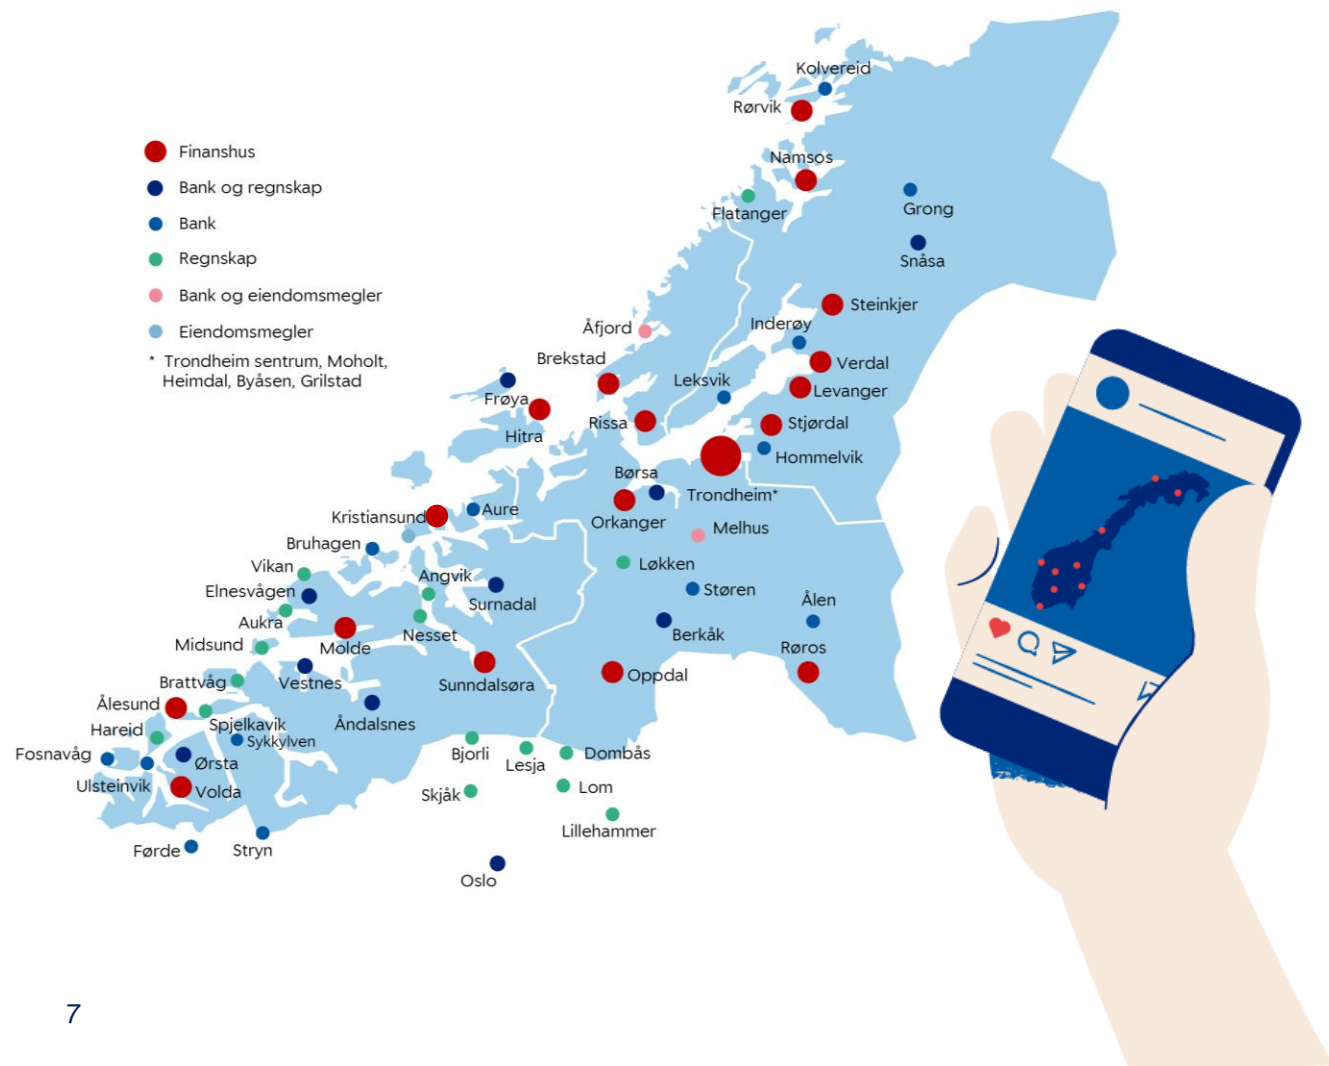 Kolvereid
Rørvik
Finanshus
Namsos
Bank og regnskap
Flatanger
Grong
Bank
Snåsa
Regnskap
Bank og eiendomsmegler
Steinkjer
Eiendomsmegler
Åfjord
Inderøy
* Trondheim sentrum, Moholt,
Heimdal, Byåsen, Grilstad
Brekstad
Verdal
Leksvik
Levanger
Frøya
Hitra
Rissa
Stjørdal
Hommelvik
Børsa
Trondheim*
Kristiansund
Aure
Orkanger
Melhus
Bruhagen
Vikan
Angvik
Løkken
Elnesvågen
Surnadal
Støren
Ålen
Aukra
Nesset
Berkåk
Midsund
Molde
Røros
Brattvåg
Vestnes
Sunndalsøra
Oppdal
Ålesund
Hareid
Spjelkavik
Åndalsnes
Sykkylven
Fosnavåg
Ørsta
Bjorli
Lesja
Dombås
Ulsteinvik
Volda
Skjåk
Lom
Førde
Stryn
Lillehammer
Oslo
7